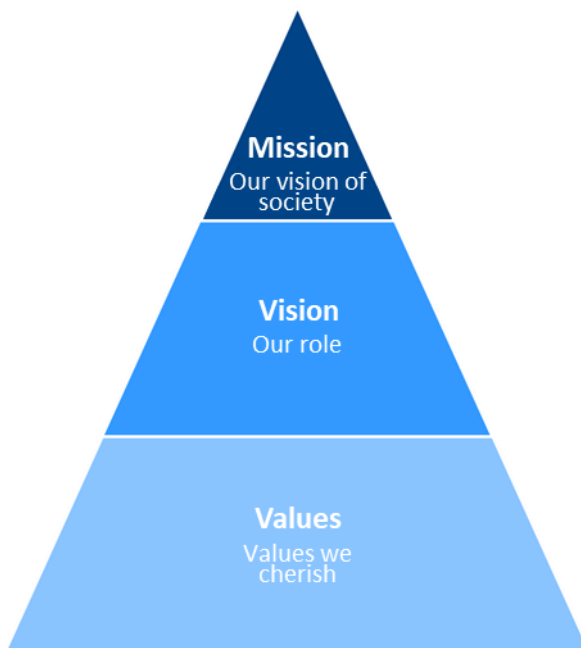 Mission
Our vision of
society
Vision
Our role
Values
Values we
cherish